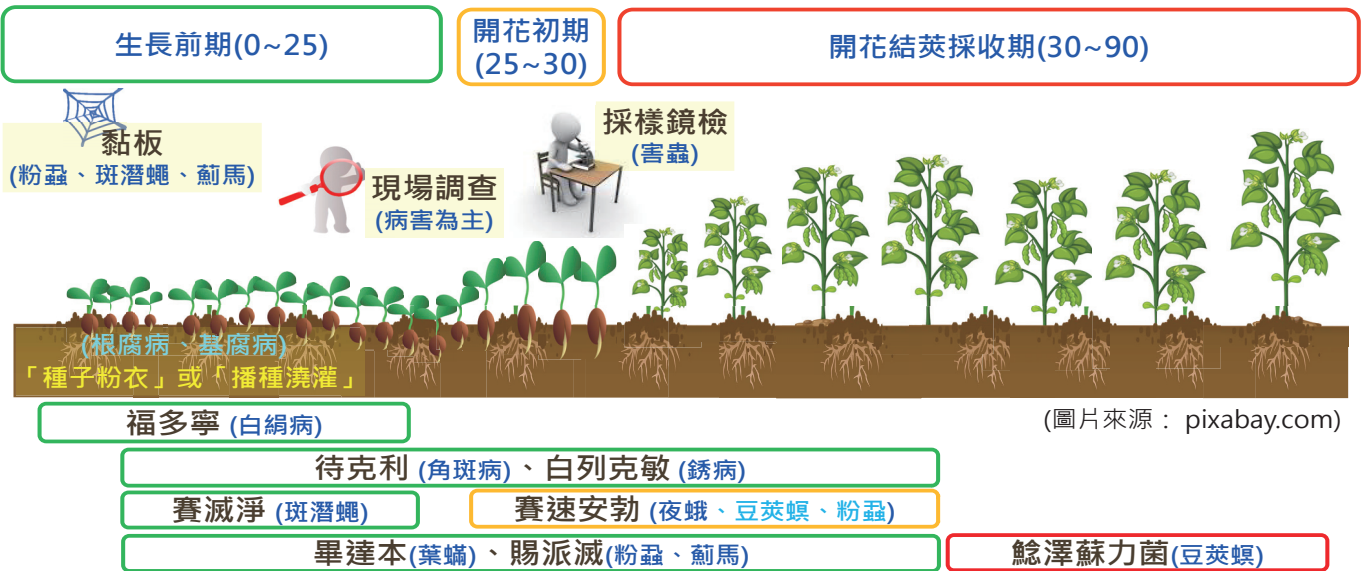 生長前期(0~25)
開花初期
(25~30)
開花結莢採收期(30~90)
黏板
(粉蝨、斑潛蠅、薊馬)
現場調查
(病害為主)
採樣鏡檢
(害蟲)
(根腐病、基腐病)
「種子粉衣」或「播種澆灌」
福多寧 (白絹病)
(圖片來源： pixabay.com)
待克利 (角斑病)、白列克敏 (銹病)
賽滅淨 (斑潛蠅)
賽速安勃 (夜蛾、豆莢螟、粉蝨)
畢達本(葉蟎)、賜派滅(粉蝨、薊馬)
鯰澤蘇力菌(豆莢螟)